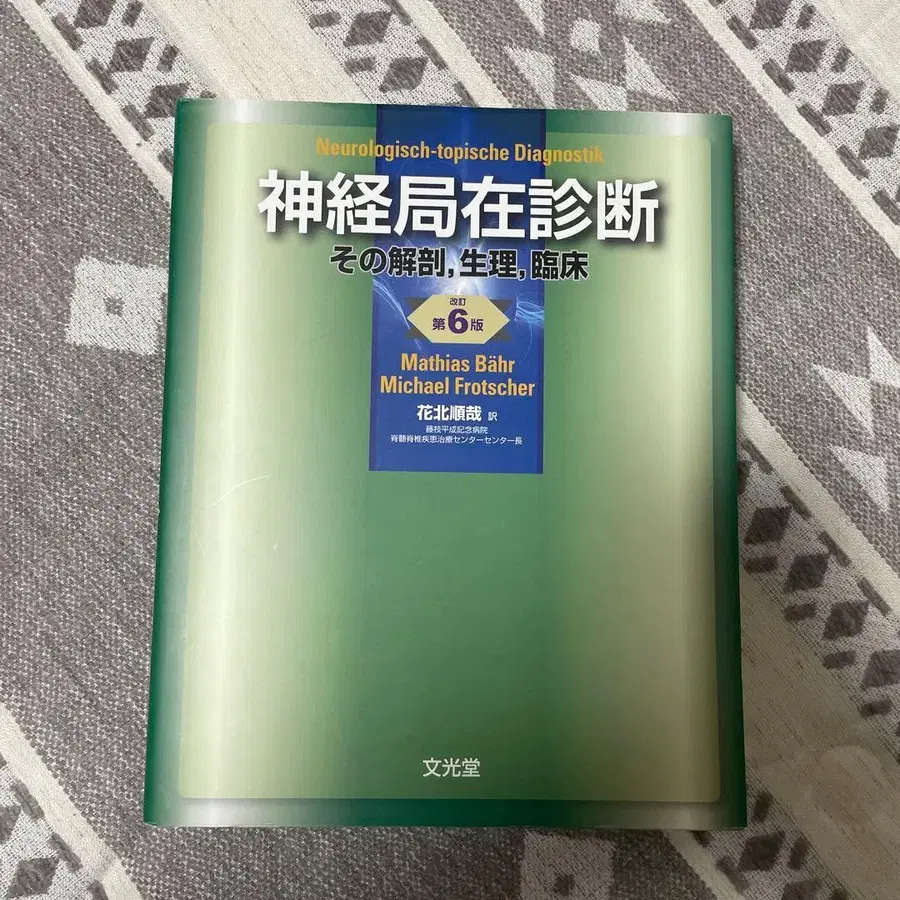 Neurologisch-topische Diagnostik
神経局在診断
その解剖,生理,臨床
改訂
第6版
Mathias Bähr
Michael Frotscher
花北順哉 訳
藤枝平成記念病院
脊髄脊椎疾患治療センターセンター長
文光堂